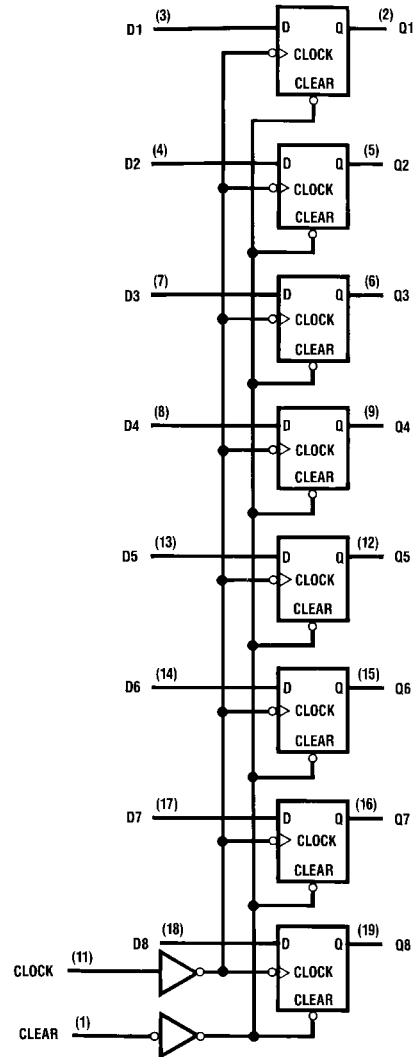 D1 (3) D Q (2) Q1
CLOCK
CLEAR
D2 (4) D Q (5) Q2
CLOCK
CLEAR
D3 (7) D Q (6) Q3
CLOCK
CLEAR
D4 (8) D Q (9) Q4
CLOCK
CLEAR
D5 (13) D Q (12) Q5
CLOCK
CLEAR
D6 (14) D Q (15) Q6
CLOCK
CLEAR
D7 (17) D Q (16) Q7
CLOCK
CLEAR
D8 (18) D Q (19) Q8
CLOCK (11) CLOCK
CLEAR
CLEAR (1)